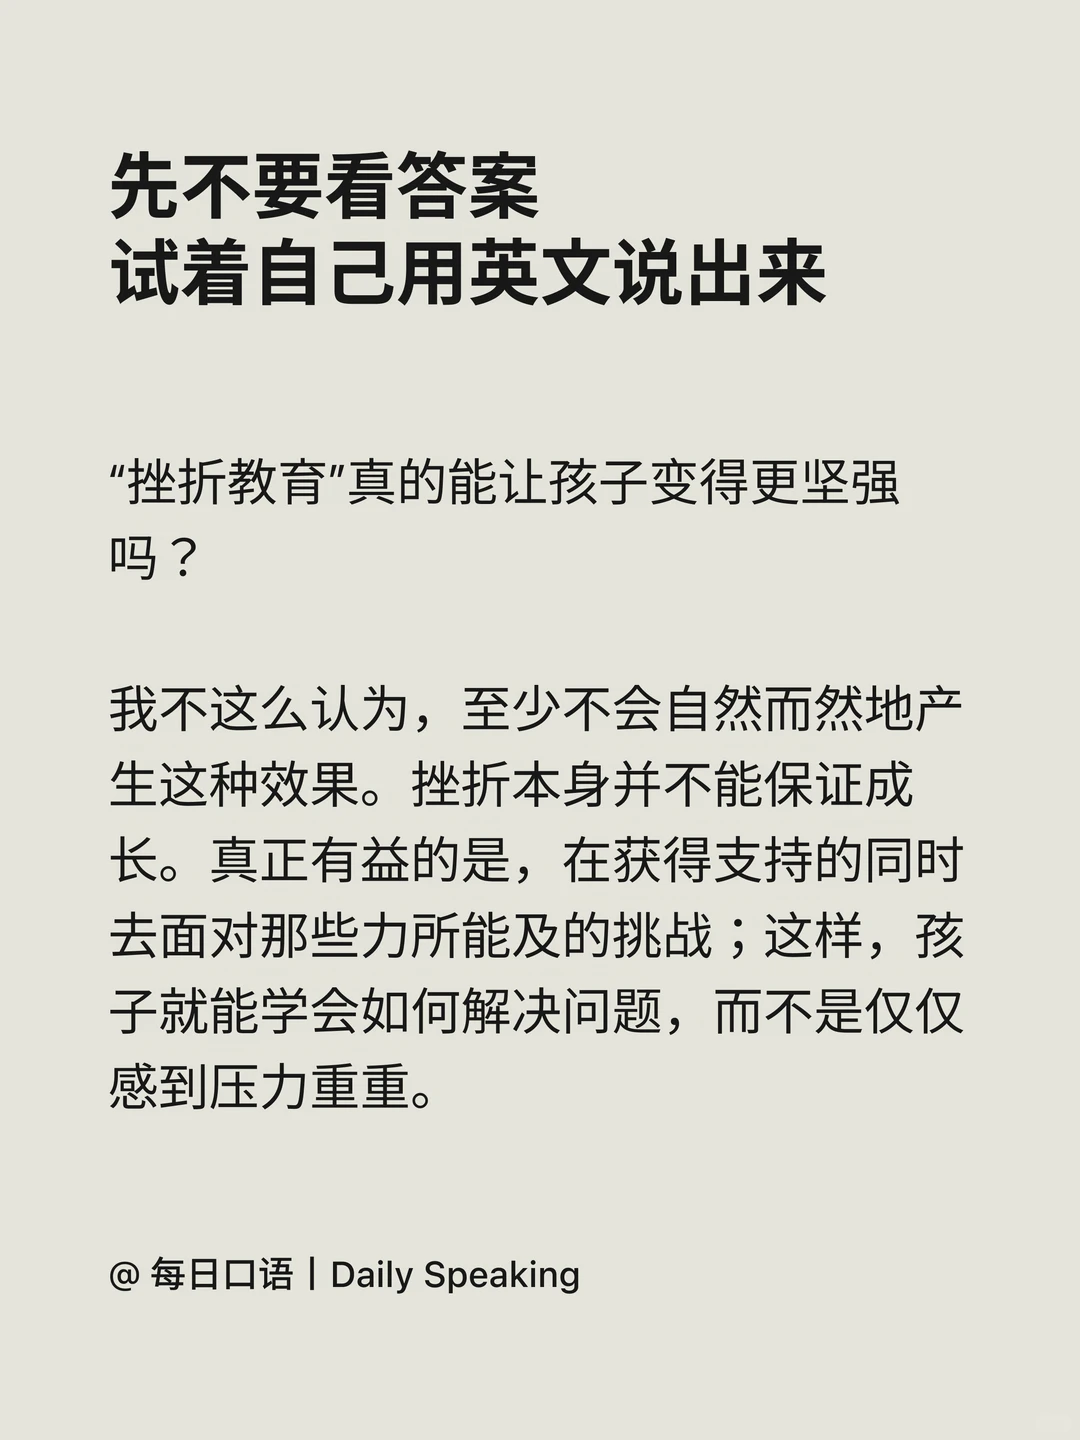 先不要看答案
试着自己用英文说出来
“挫折教育”真的能让孩子变得更坚强
吗？
我不这么认为，至少不会自然而然地产
生这种效果。挫折本身并不能保证成
长。真正有益的是，在获得支持的同时
去面对那些力所能及的挑战；这样，孩
子就能学会如何解决问题，而不是仅仅
感到压力重重。
@ 每日口语丨Daily Speaking